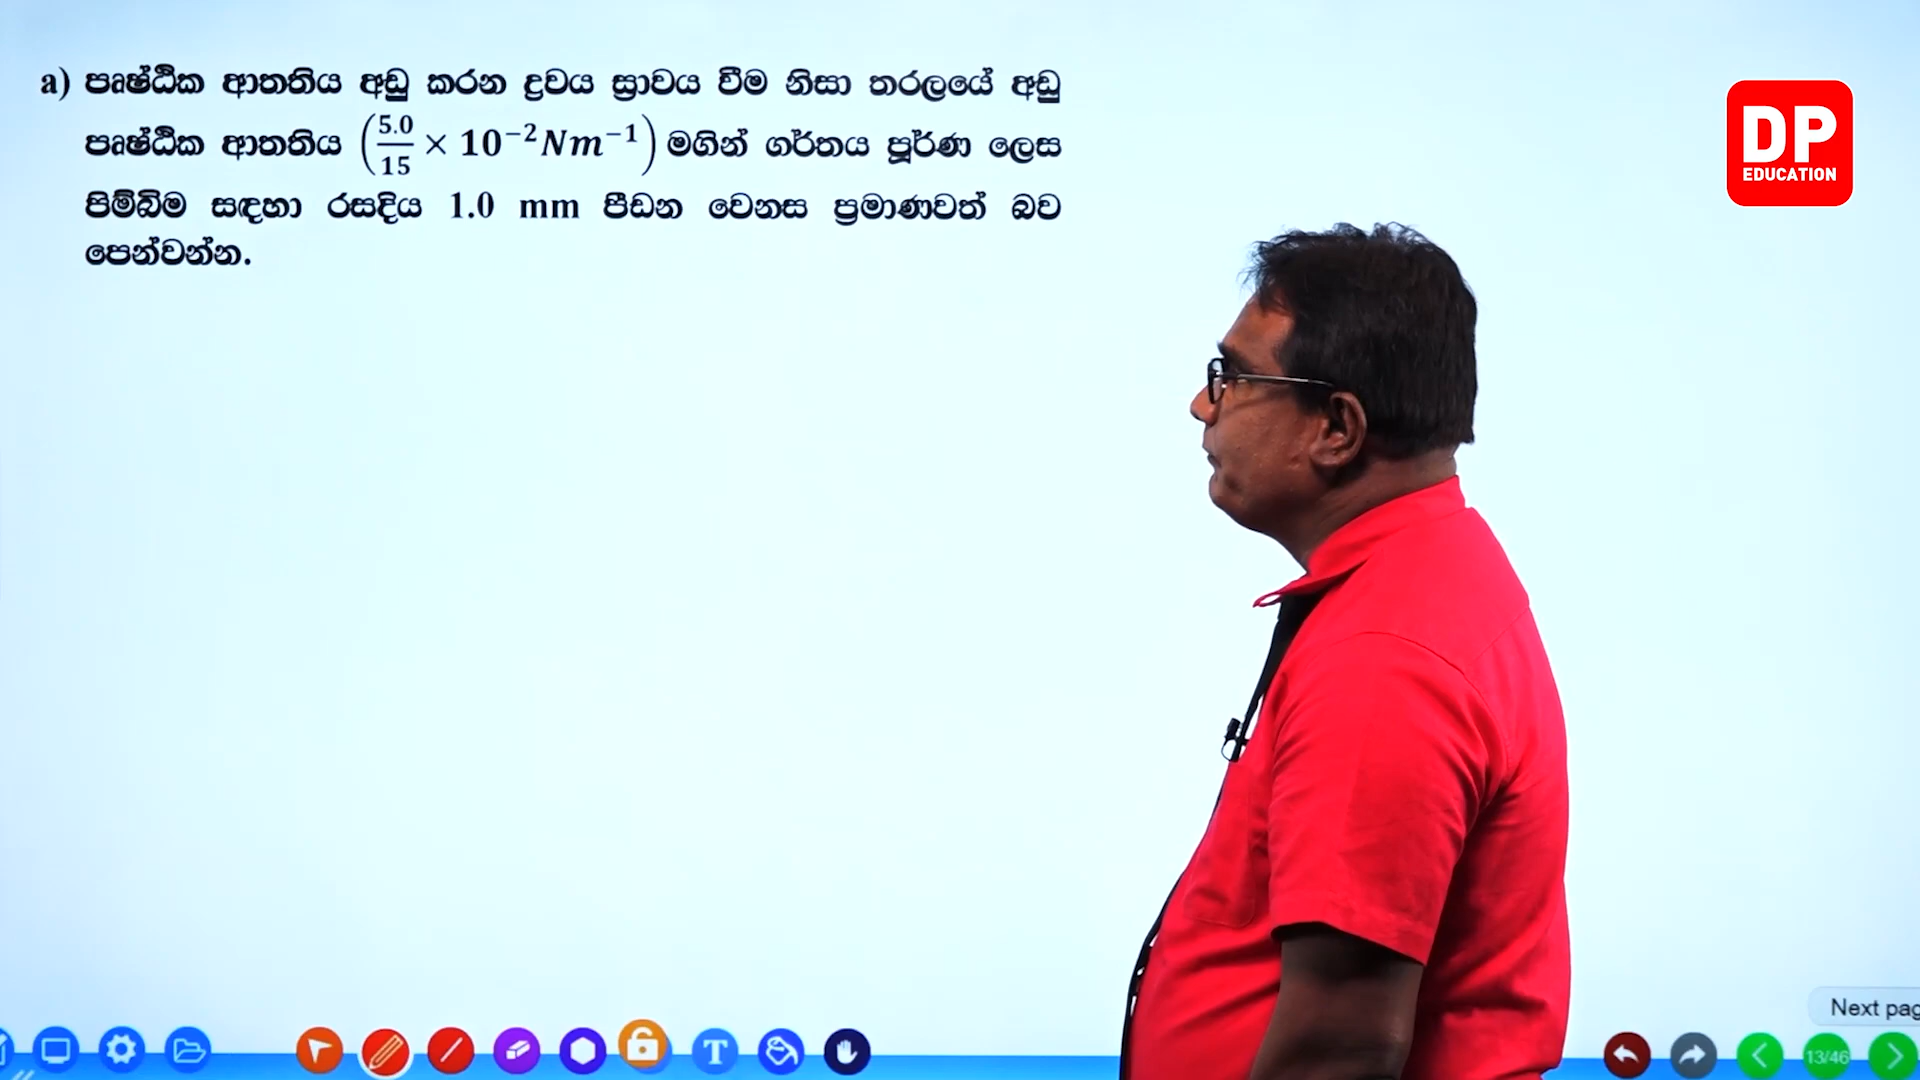 a) පෘෂ්ඨික ආතතිය අඩු කරන ද්‍රවය ස්‍රාවය වීම නිසා තරලයේ අඩු
පෘෂ්ඨික ආතතිය (5.0/15 × 10⁻² Nm⁻¹) මගින් ගර්තය පූර්ණ ලෙස
පිම්බීම සඳහා රසදිය 1.0 mm පීඩන වෙනස ප්‍රමාණවත් බව
පෙන්වන්න.
DP
EDUCATION
Next pag
T
13/46